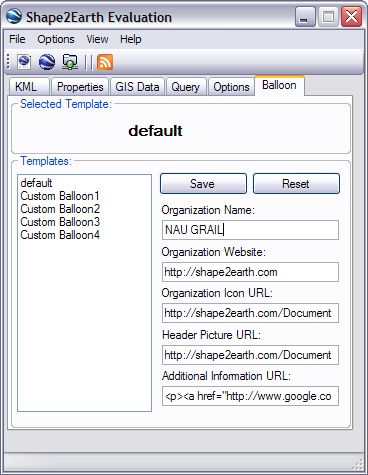 Shape2Earth Evaluation
File Options View Help
KML Properties GIS Data Query Options Balloon
Selected Template:
default
Templates:
default
Custom Balloon1
Custom Balloon2
Custom Balloon3
Custom Balloon4
Save Reset
Organization Name:
NAU GRAIL
Organization Website:
http://shape2earth.com
Organization Icon URL:
http://shape2earth.com/Document
Header Picture URL:
http://shape2earth.com/Document
Additional Information URL:
<p><a href="http://www.google.co